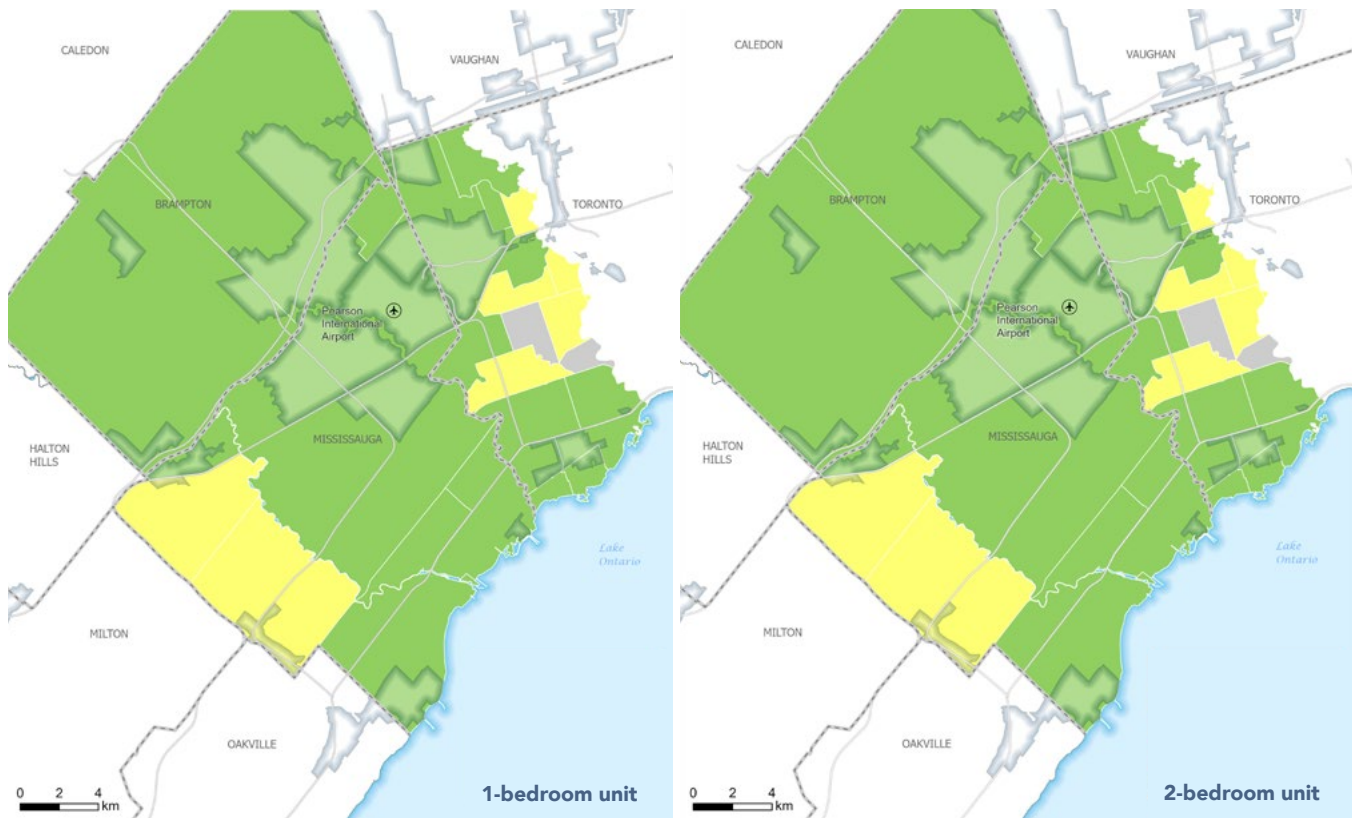 CALEDON
VAUGHAN
BRAMPTON
TORONTO
Pearson
International
Airport
MISSISSAUGA
HALTON
HILLS
Lake
Ontario
MILTON
OAKVILLE
0 2 4
km
1-bedroom unit
CALEDON
VAUGHAN
BRAMPTON
TORONTO
Pearson
International
Airport
MISSISSAUGA
HALTON
HILLS
Lake
Ontario
MILTON
OAKVILLE
0 2 4
km
2-bedroom unit